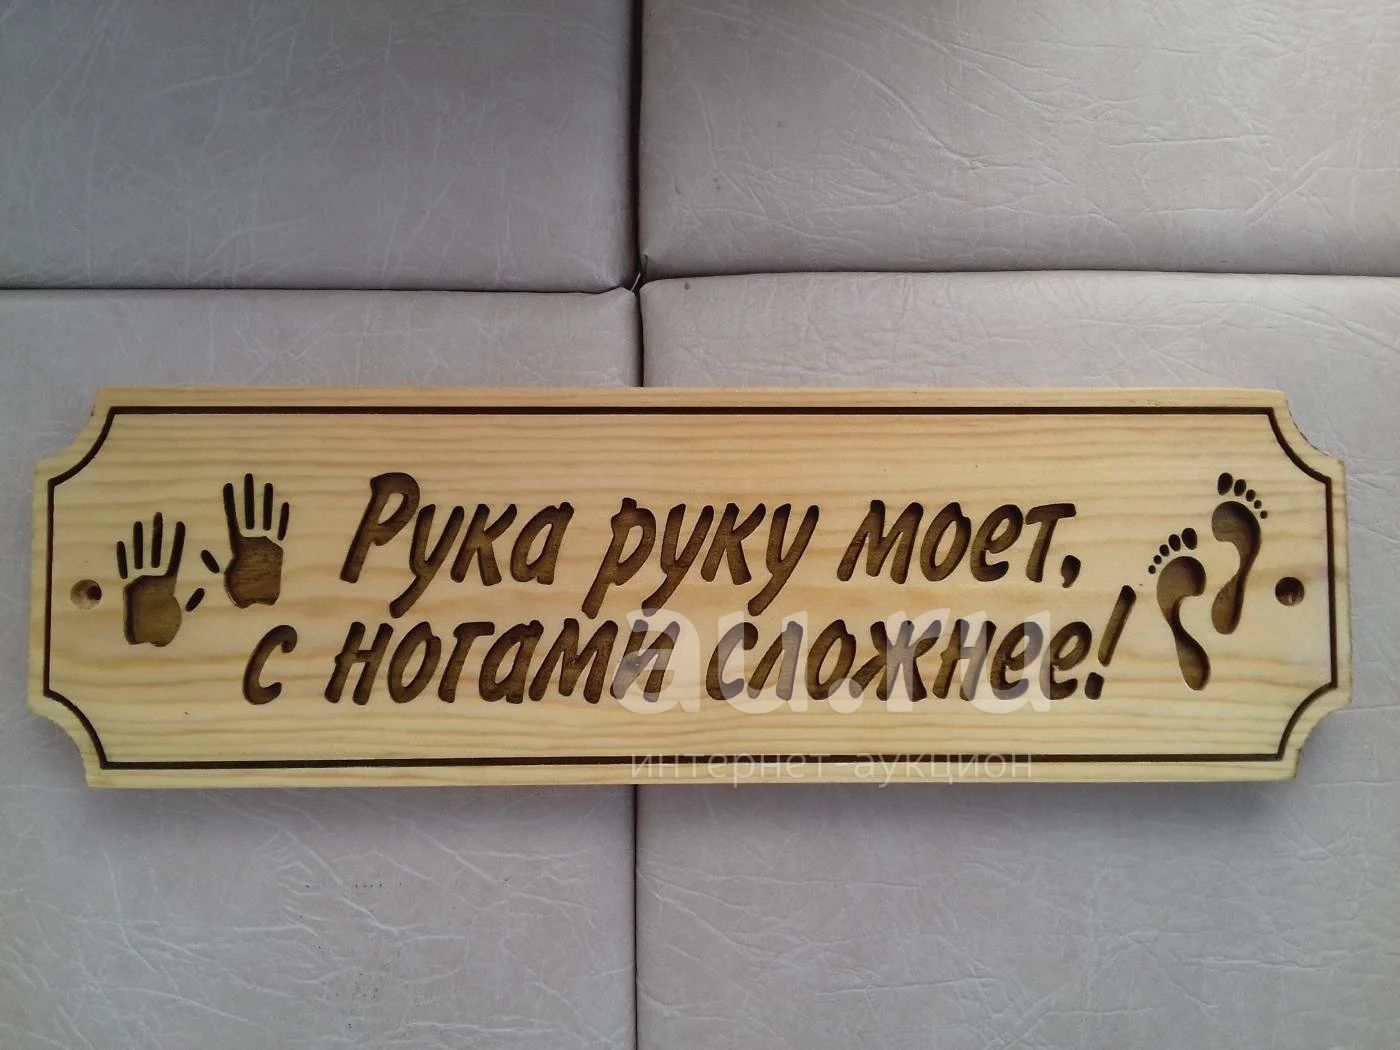 Рука руку моет,
с ногами сложнее!
au.ru
интернет-аукцион